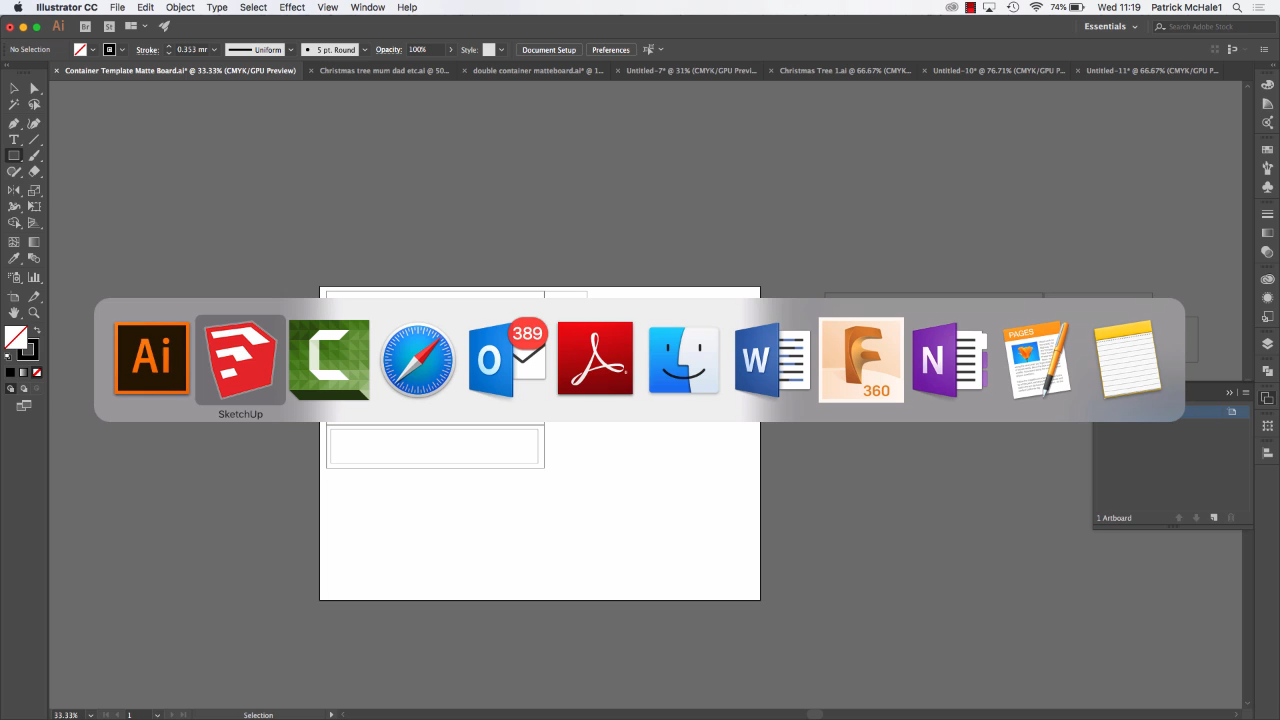 Illustrator CC File Edit Object Type Select Effect View Window Help 74% Wed 11:19 Patrick McHale1
Ai Br St Essentials Search Adobe Stock
No Selection Stroke: 0.353 mr Uniform 5 pt. Round Opacity: 100% Style: Document Setup Preferences
Container Template Matte Board.ai* @ 33.33% (CMYK/GPU Preview) Christmas tree mum dad etc.ai @ 50... double container matteboard.ai* @ 1... Untitled-7* @ 31% (CMYK/GPU Previ... Christmas Tree 1.ai @ 66.67% (CMYK... Untitled-10* @ 76.71% (CMYK/GPU P... Untitled-11* @ 66.67% (CMYK/GPU P...
T
389
Ai C O W N PAGES
360
SketchUp
1 Artboard
33.33% 1 Selection